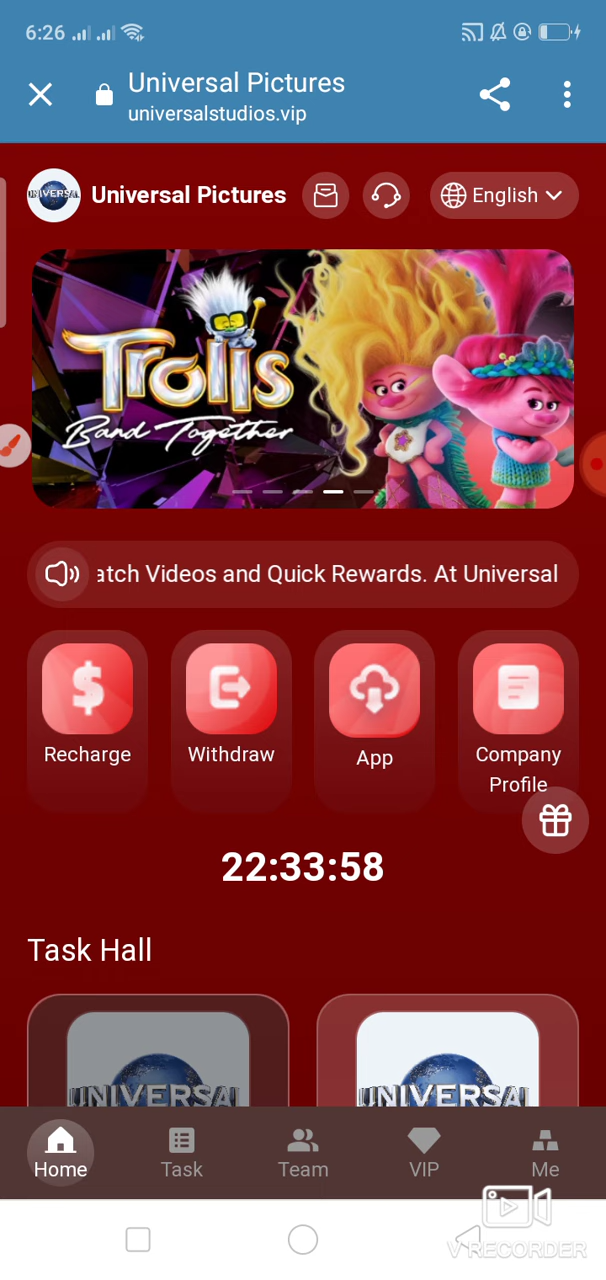 6:26
Universal Pictures
universalstudios.vip
UNIVERSAL
Universal Pictures
English
Trolls
Band Together
atch Videos and Quick Rewards. At Universal
Recharge
Withdraw
App
Company
Profile
22:33:58
Task Hall
UNIVERSAL
UNIVERSAL
Home
Task
Team
VIP
Me
V RECORDER